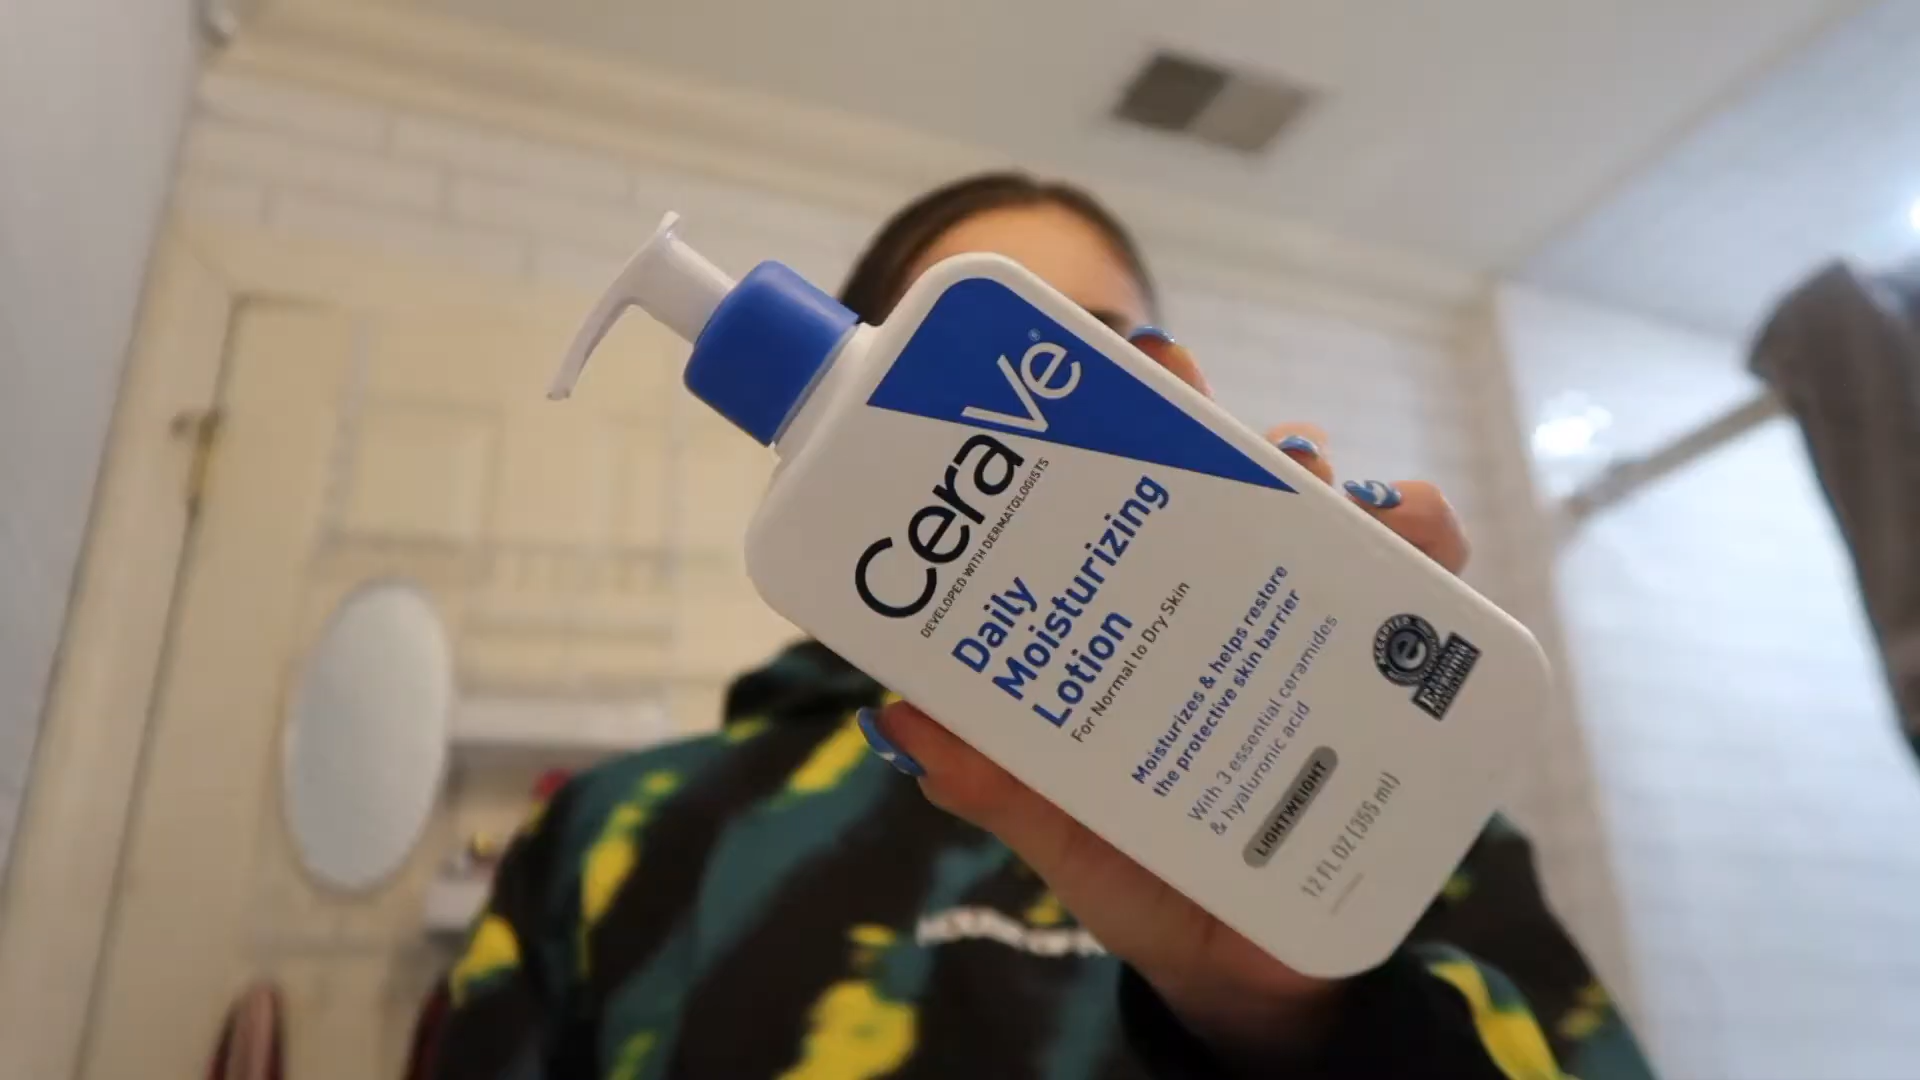 CeraVe®
DEVELOPED WITH DERMATOLOGISTS
Daily
Moisturizing
Lotion
For Normal to Dry Skin
Moisturizes & helps restore
the protective skin barrier
With 3 essential ceramides
& hyaluronic acid
LIGHTWEIGHT
12 FL OZ (355 ml)
ACCEPTED